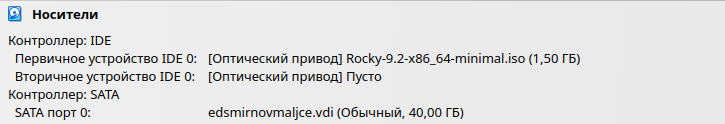 Носители
Контроллер: IDE
Первичное устройство IDE 0: [Оптический привод] Rocky-9.2-x86_64-minimal.iso (1,50 ГБ)
Вторичное устройство IDE 0: [Оптический привод] Пусто
Контроллер: SATA
SATA порт 0: edsmirnovmaljce.vdi (Обычный, 40,00 ГБ)